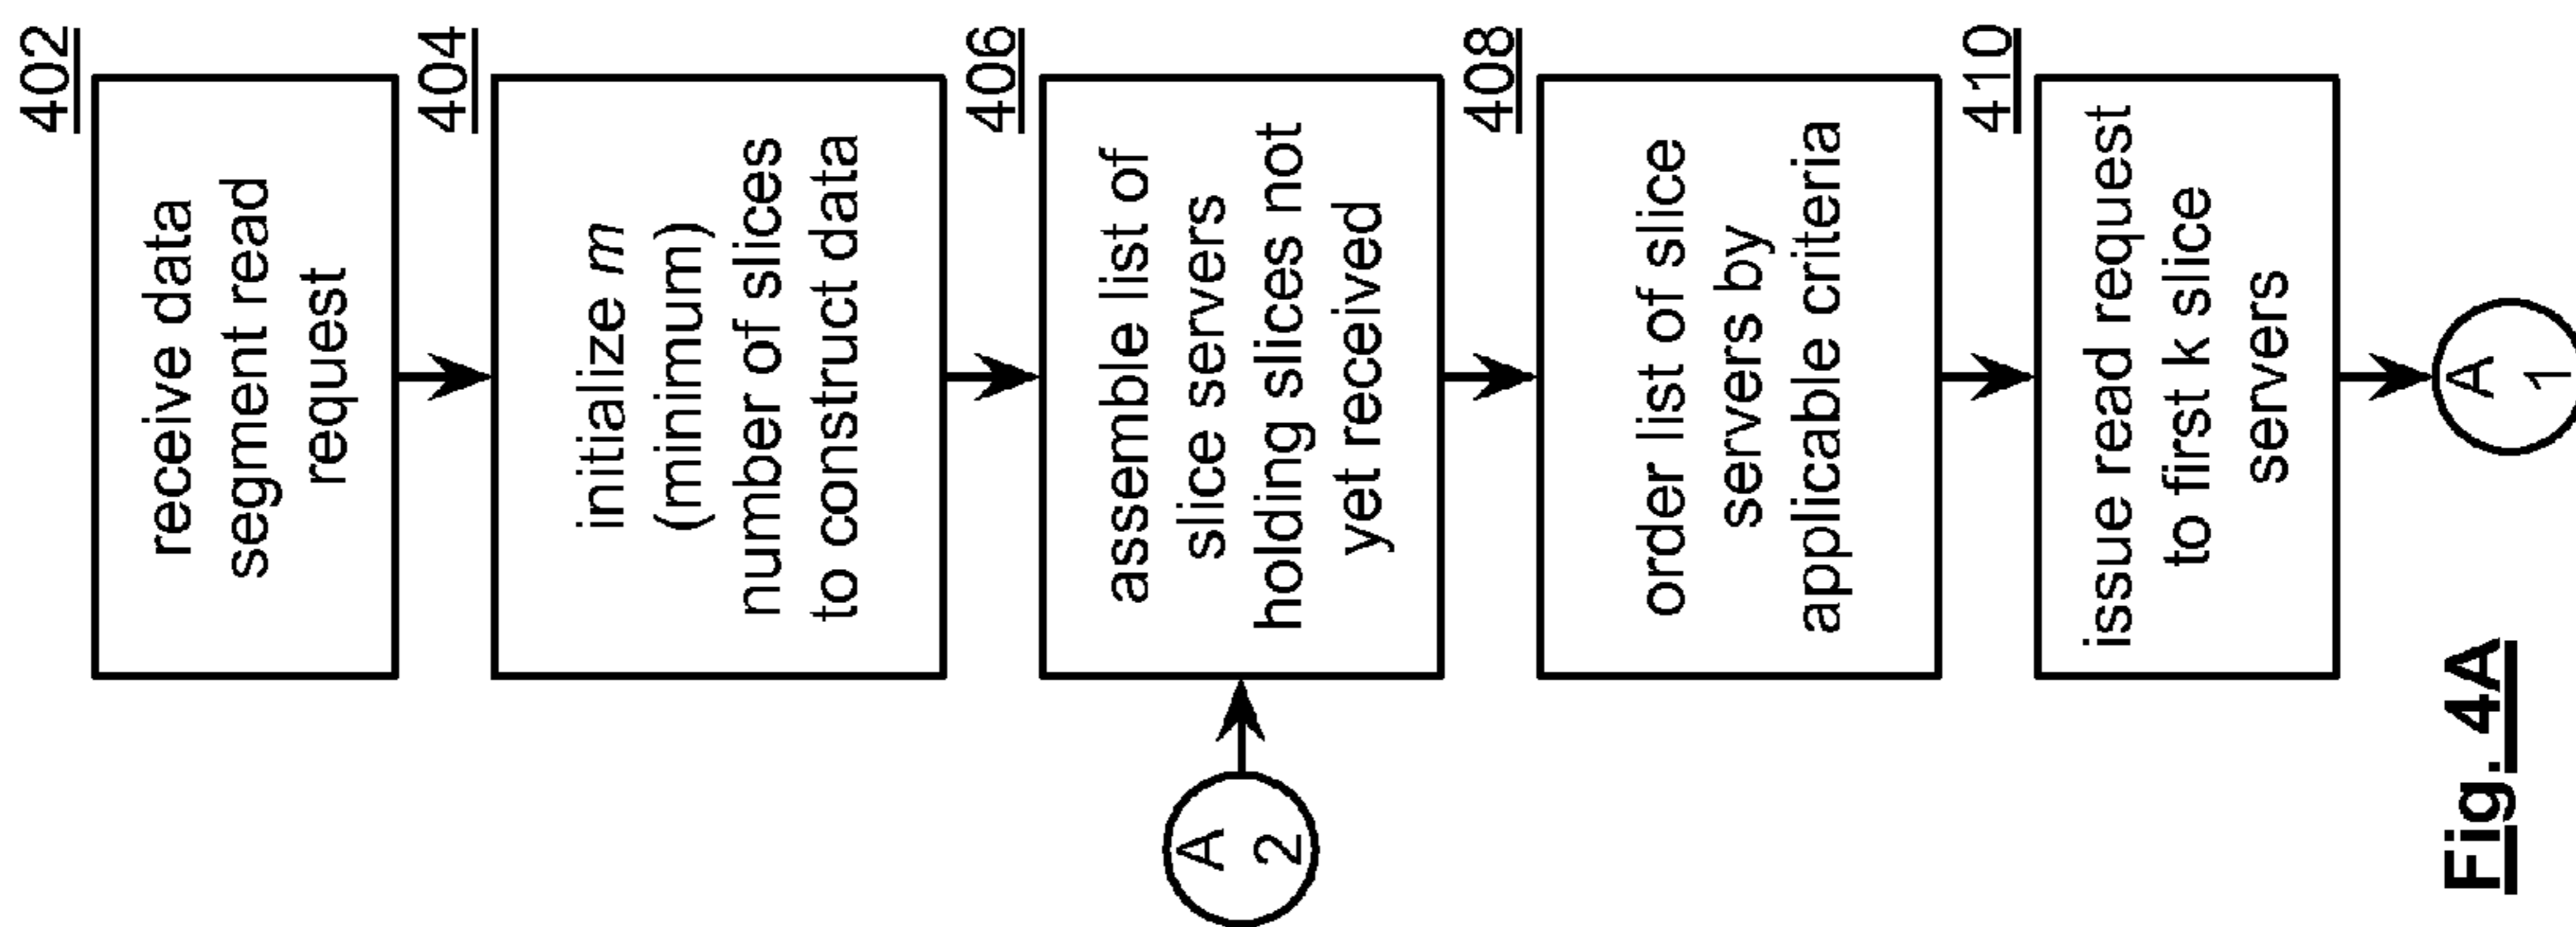 402
receive data
segment read
request
404
initialize m
(minimum)
number of slices
to construct data
406
assemble list of
slice servers
holding slices not
yet received
A
2
408
order list of slice
servers by
applicable criteria
410
issue read request
to first k slice
servers
A
1
Fig. 4A